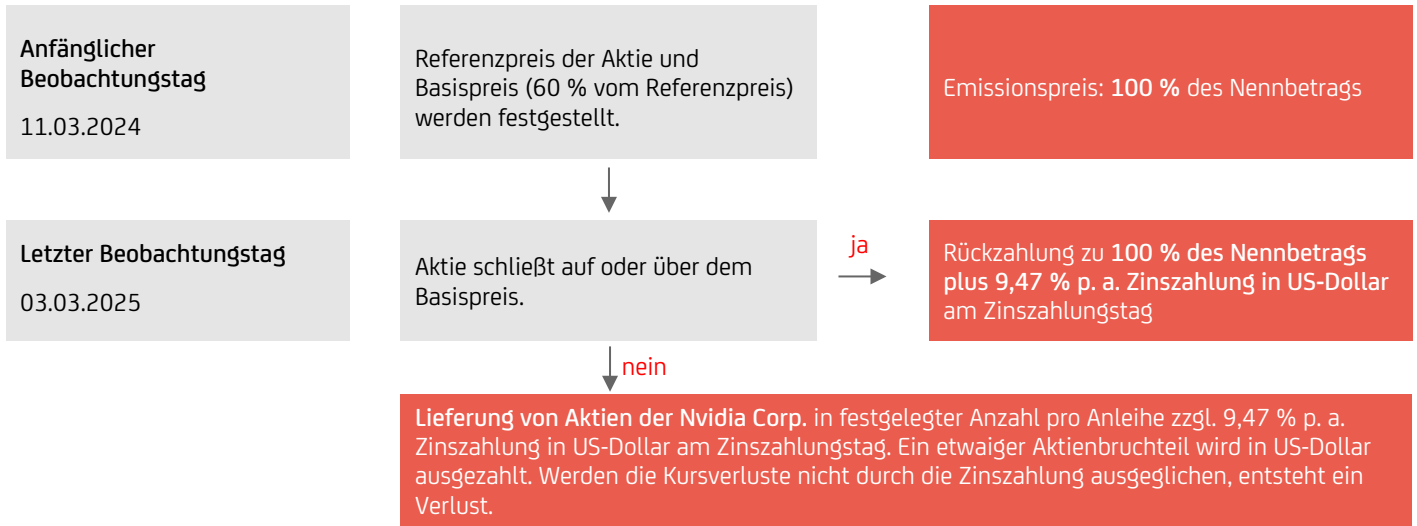 Anfänglicher
Beobachtungstag
11.03.2024
Referenzpreis der Aktie und
Basispreis (60 % vom Referenzpreis)
werden festgestellt.
Emissionspreis: 100 % des Nennbetrags
Letzter Beobachtungstag
03.03.2025
Aktie schließt auf oder über dem
Basispreis.
ja
Rückzahlung zu 100 % des Nennbetrags
plus 9,47 % p. a. Zinszahlung in US-Dollar
am Zinszahlungstag
nein
Lieferung von Aktien der Nvidia Corp. in festgelegter Anzahl pro Anleihe zzgl. 9,47 % p. a.
Zinszahlung in US-Dollar am Zinszahlungstag. Ein etwaiger Aktienbruchteil wird in US-Dollar
ausgezahlt. Werden die Kursverluste nicht durch die Zinszahlung ausgeglichen, entsteht ein
Verlust.